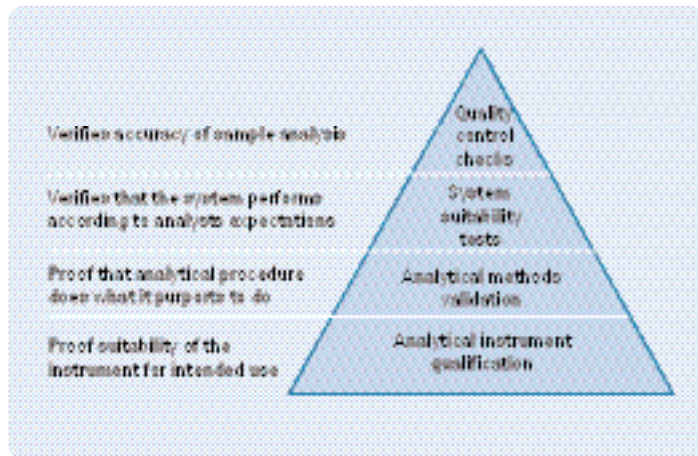 Quality
control
checks
Verifies accuracy of sample analysis
Verifies that the system performs
according to analysts expectations
System
suitability
tests
Proof that analytical procedure
does what it purports to do
Analytical methods
validation
Proof suitability of the
instrument for intended use
Analytical instrument
qualification